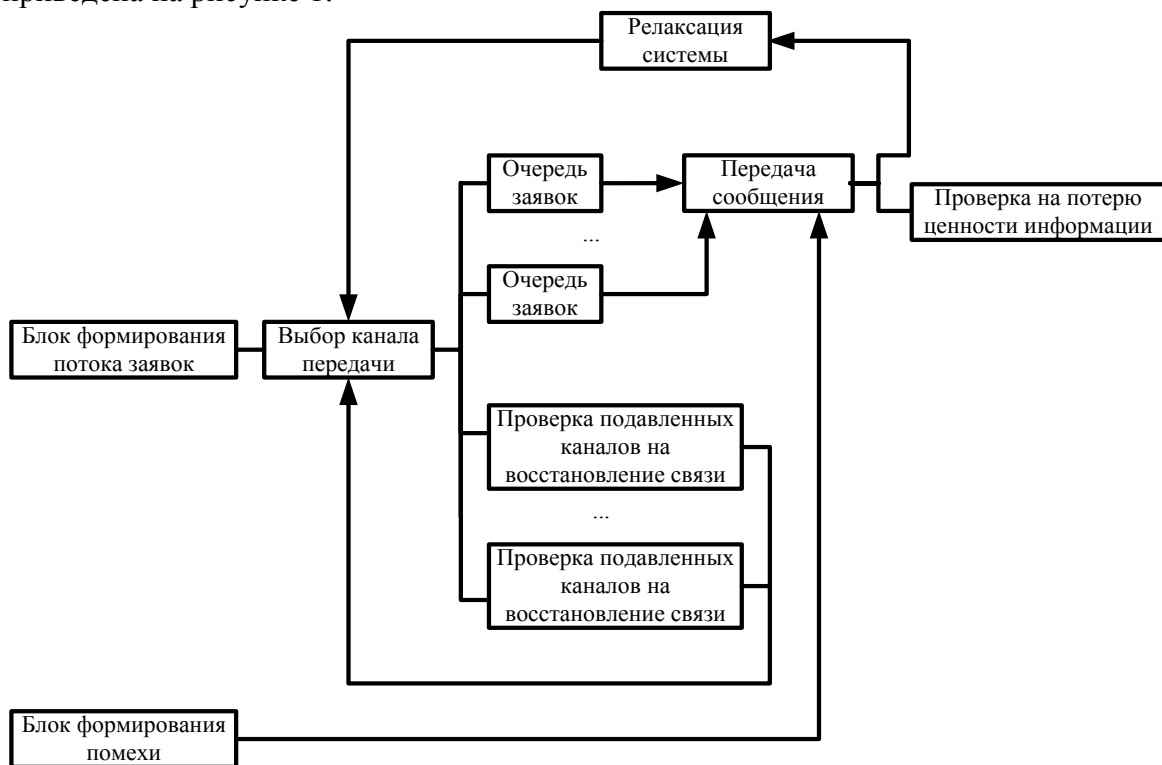 приведена на рисунке 1.
Релаксация
системы
Очередь
заявок
...
Очередь
заявок
Передача
сообщения
Проверка на потерю
ценности информации
Блок формирования
потока заявок
Выбор канала
передачи
Проверка подавленных
каналов на
восстановление связи
...
Проверка подавленных
каналов на
восстановление связи
Блок формирования
помехи